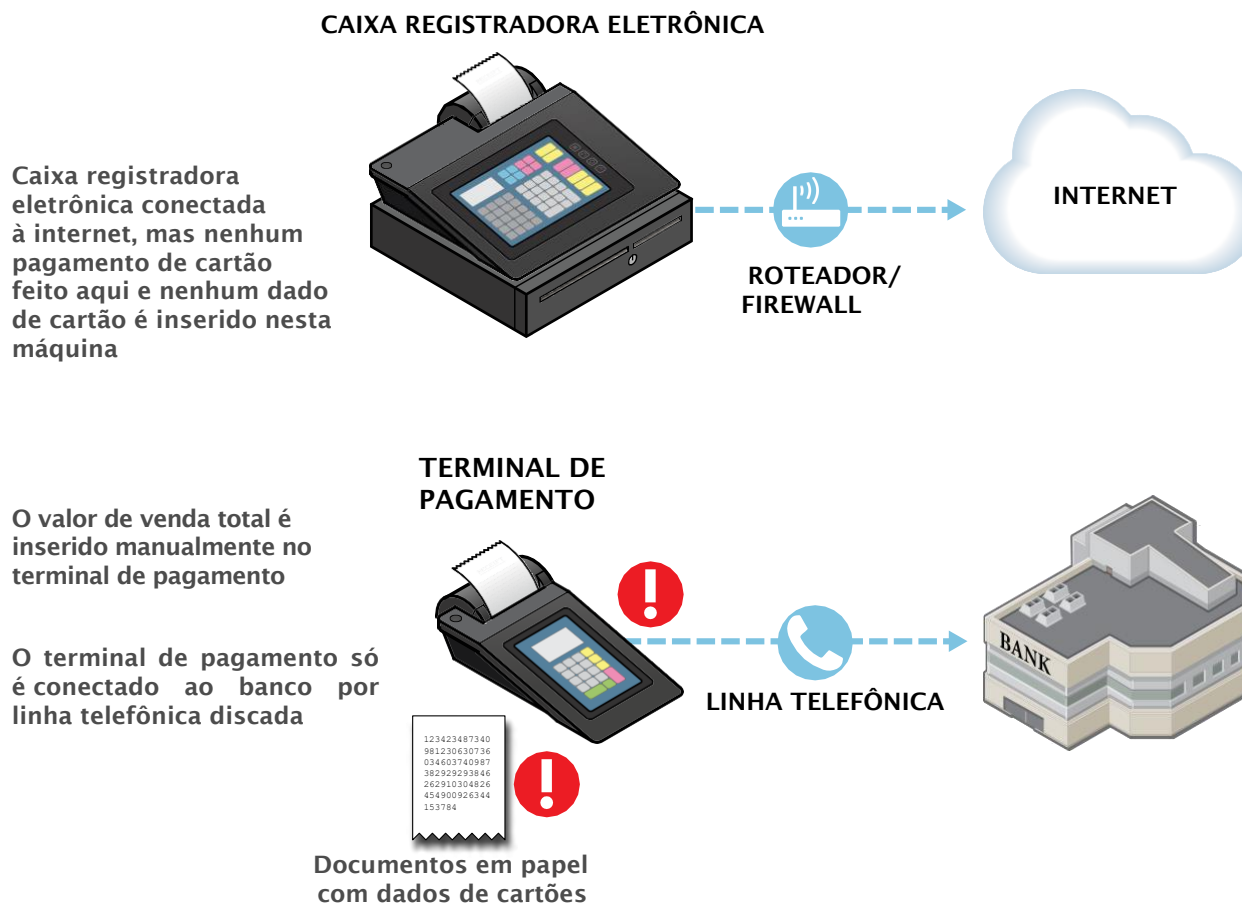 CAIXA REGISTRADORA ELETRÔNICA
Caixa registradora
eletrônica conectada
à internet, mas nenhum
pagamento de cartão
feito aqui e nenhum dado
de cartão é inserido nesta
máquina
ROTEADOR/
FIREWALL
INTERNET
TERMINAL DE
PAGAMENTO
O valor de venda total é
inserido manualmente no
terminal de pagamento
O terminal de pagamento só
é conectado ao banco por
linha telefônica discada
LINHA TELEFÔNICA
BANK
123423487340
981230630736
034603740987
382929293846
262910304826
454900926344
153784
Documentos em papel
com dados de cartões